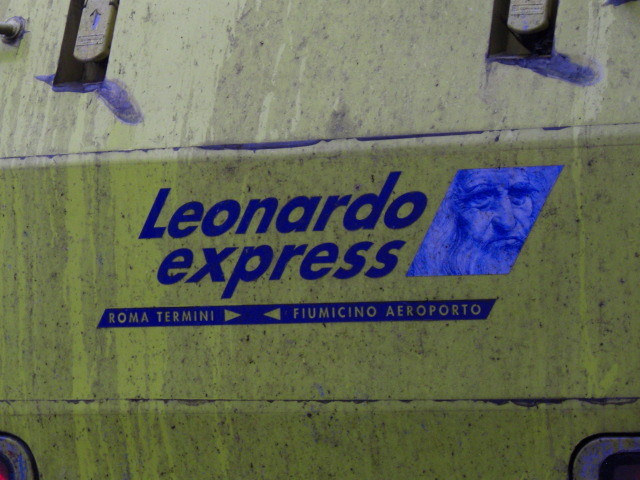 Leonardo
express
ROMA TERMINI FIUMICINO AEROPORTO